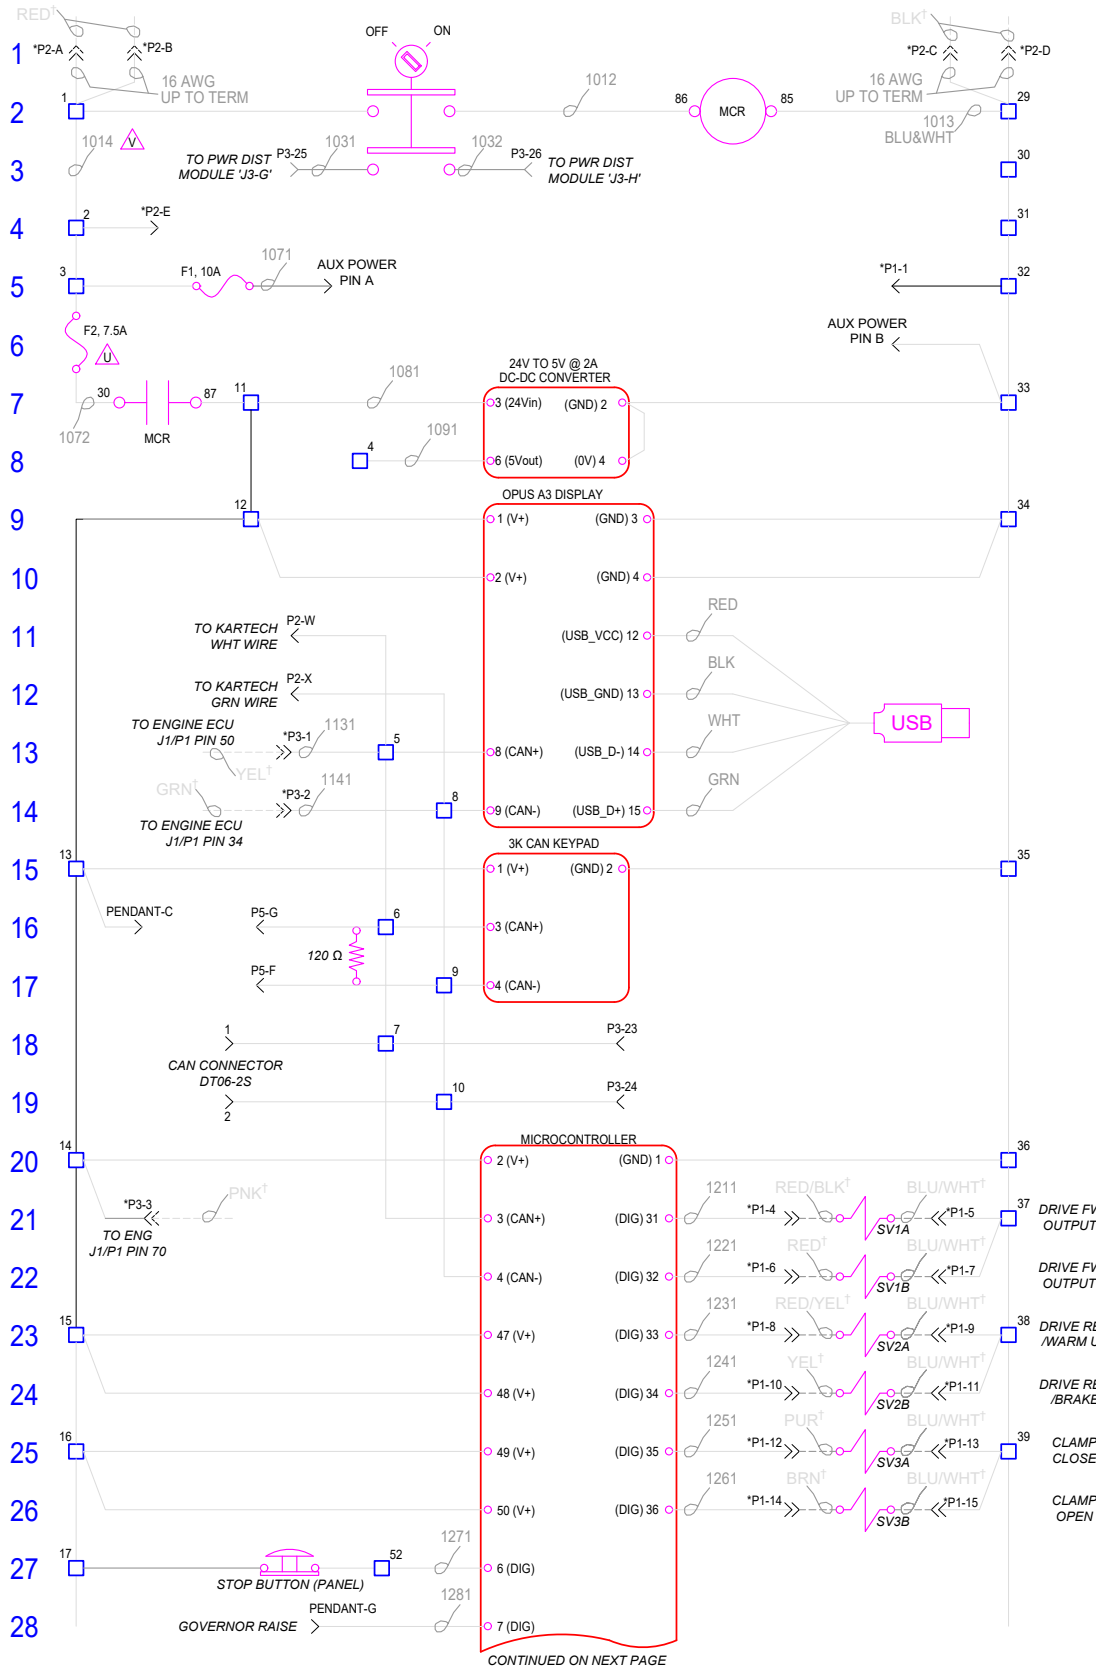 RED† OFF ON BLK†
1 *P2-A *P2-B *P2-C *P2-D
16 AWG
UP TO TERM
16 AWG
UP TO TERM
2 1 1012 86 MCR 85 29
1013
BLU&WHT
1014 V
3 TO PWR DIST
MODULE 'J3-G'
P3-25 1031 1032 P3-26
TO PWR DIST
MODULE 'J3-H'
30
4 2 *P2-E 31
5 3 F1, 10A 1071 AUX POWER
PIN A
*P1-1 32
6 F2, 7.5A U AUX POWER
PIN B
24V TO 5V @ 2A
DC-DC CONVERTER
7 30 87 11 1081 3 (24Vin) (GND) 2 33
1072 MCR
8 4 1091 6 (5Vout) (0V) 4
OPUS A3 DISPLAY
9 12 1 (V+) (GND) 3 34
10 2 (V+) (GND) 4
11 TO KARTECH
WHT WIRE
P2-W (USB_VCC) 12 RED
12 TO KARTECH
GRN WIRE
P2-X (USB_GND) 13 BLK
USB
13 TO ENGINE ECU
J1/P1 PIN 50
*P3-1 1131 5 8 (CAN+) (USB_D-) 14 WHT
YEL†
14 GRN† *P3-2 1141 8 9 (CAN-) (USB_D+) 15 GRN
TO ENGINE ECU
J1/P1 PIN 34
3K CAN KEYPAD
15 13 1 (V+) (GND) 2 35
16 PENDANT-C P5-G 6 3 (CAN+)
120 Ω
17 P5-F 9 4 (CAN-)
18 1 7 P3-23
CAN CONNECTOR
DT06-2S
19 2 10 P3-24
MICROCONTROLLER
20 14 2 (V+) (GND) 1 36
21 *P3-3 PNK† 3 (CAN+) (DIG) 31 1211 *P1-4 RED/BLK† SV1A BLU/WHT† *P1-5 37 DRIVE FW
OUTPUT
TO ENG
J1/P1 PIN 70
22 4 (CAN-) (DIG) 32 1221 *P1-6 RED† SV1B BLU/WHT† *P1-7 DRIVE FW
OUTPUT
23 15 47 (V+) (DIG) 33 1231 *P1-8 RED/YEL† SV2A BLU/WHT† *P1-9 38 DRIVE RE
/WARM U
24 48 (V+) (DIG) 34 1241 *P1-10 YEL† SV2B BLU/WHT† *P1-11 DRIVE RE
/BRAKE
25 16 49 (V+) (DIG) 35 1251 *P1-12 PUR† SV3A BLU/WHT† *P1-13 39 CLAMP
CLOSE
26 50 (V+) (DIG) 36 1261 *P1-14 BRN† SV3B BLU/WHT† *P1-15 CLAMP
OPEN
27 17 STOP BUTTON (PANEL) 52 1271 6 (DIG)
28 GOVERNOR RAISE PENDANT-G 1281 7 (DIG)
CONTINUED ON NEXT PAGE